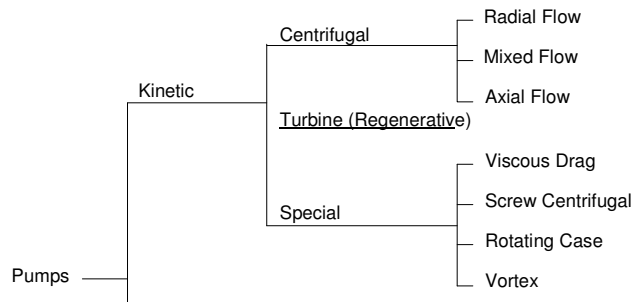 Radial Flow
Centrifugal
Mixed Flow
Kinetic
Axial Flow
Turbine (Regenerative)
Viscous Drag
Screw Centrifugal
Special
Rotating Case
Pumps
Vortex